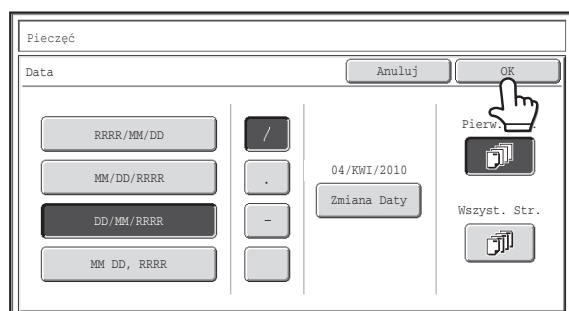 Pieczęć
Data
Anuluj
OK
RRRR/MM/DD
/
Pierw.
MM/DD/RRRR
.
04/KWI/2010
Zmiana Daty
DD/MM/RRRR
-
Wszyst. Str.
MM DD, RRRR